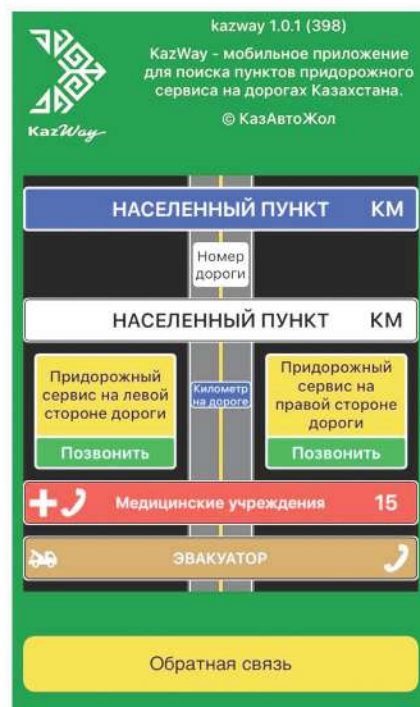 kazway 1.0.1 (398)
KazWay - мобильное приложение
для поиска пунктов придорожного
сервиса на дорогах Казахстана.
© КазАвтоЖол
KazWay
НАСЕЛЕННЫЙ ПУНКТ КМ
Номер
дороги
НАСЕЛЕННЫЙ ПУНКТ КМ
Придорожный
сервис на левой
стороне дороги
Позвонить
Километр
на дороге
Придорожный
сервис на
правой стороне
дороги
Позвонить
Медицинские учреждения 15
ЭВАКУАТОР
Обратная связь